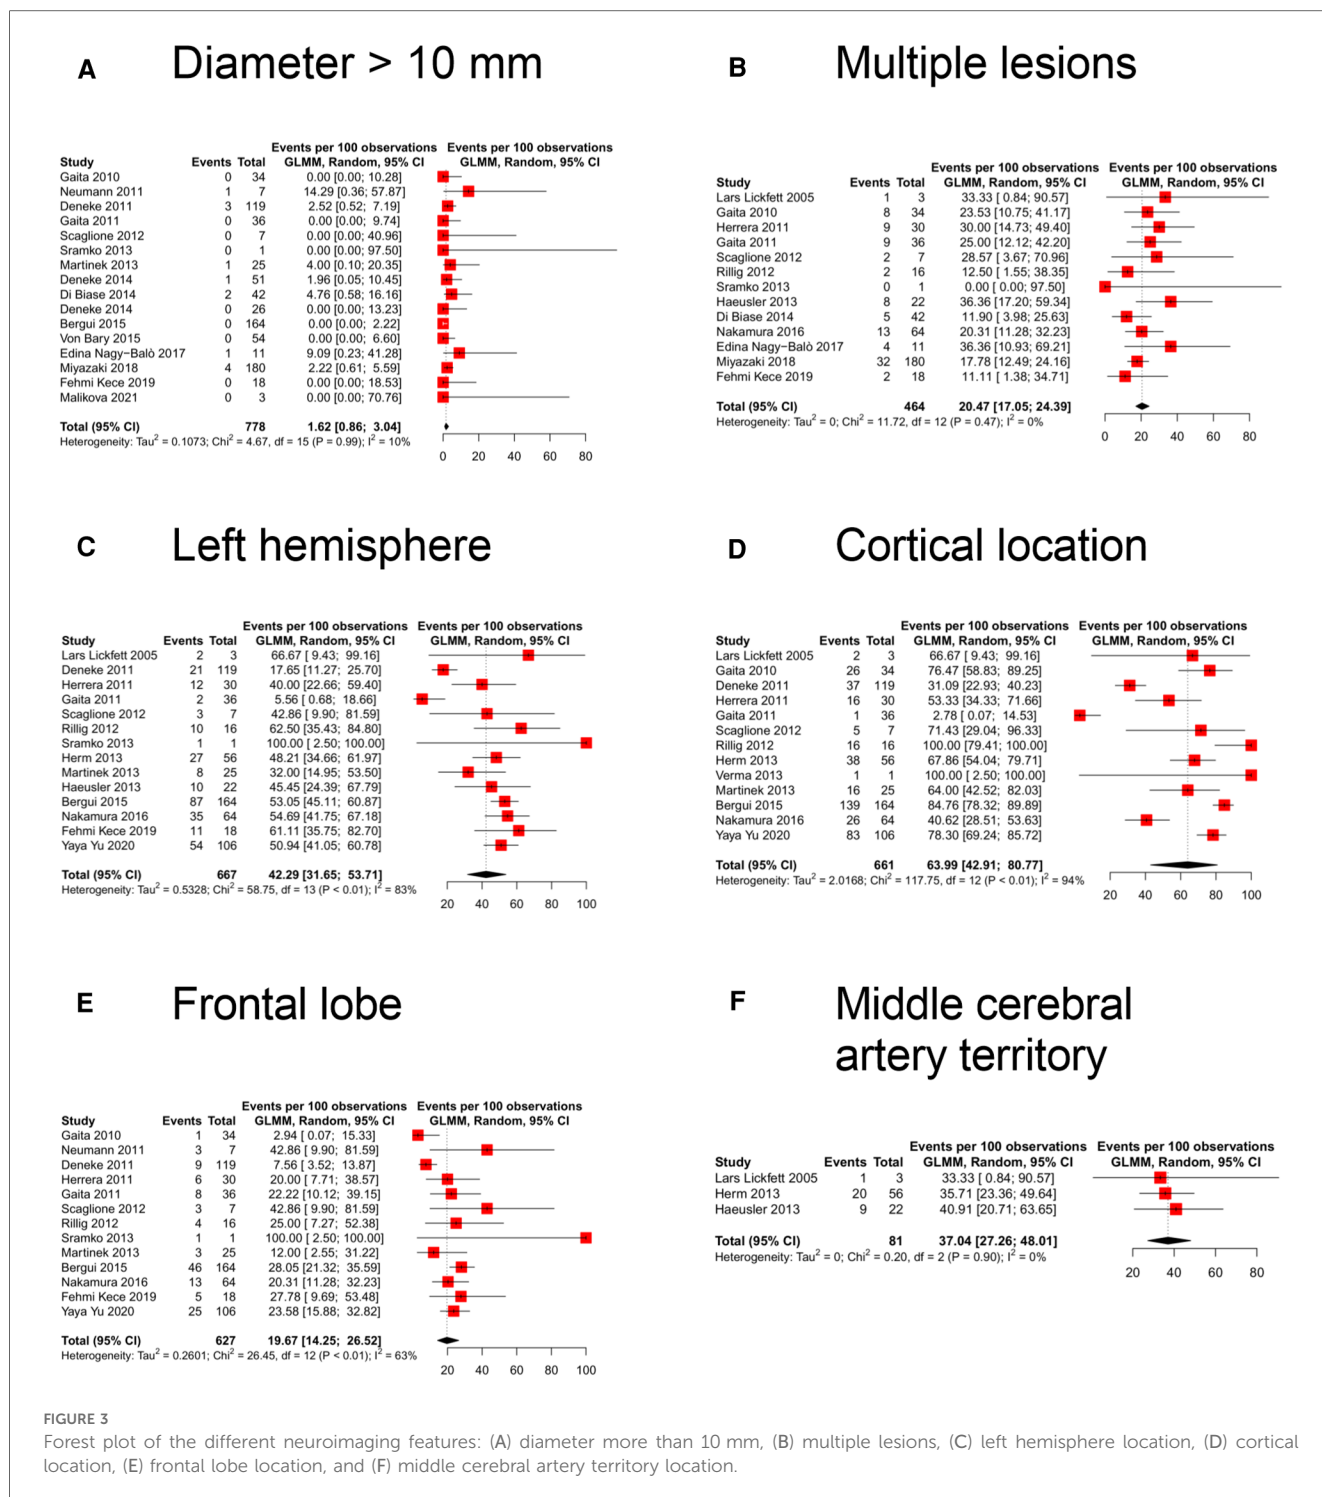 A Diameter > 10 mm
Events per 100 observations Events per 100 observations
Study Events Total GLMM, Random, 95% CI GLMM, Random, 95% CI
Gaita 2010 0 34 0.00 [0.00; 10.28]
Neumann 2011 1 7 14.29 [0.36; 57.87]
Deneke 2011 3 119 2.52 [0.52; 7.19]
Gaita 2011 0 36 0.00 [0.00; 9.74]
Scaglione 2012 0 7 0.00 [0.00; 40.96]
Sramko 2013 0 1 0.00 [0.00; 97.50]
Martinek 2013 1 25 4.00 [0.10; 20.35]
Deneke 2014 1 51 1.96 [0.05; 10.45]
Di Biase 2014 2 42 4.76 [0.58; 16.16]
Deneke 2014 0 26 0.00 [0.00; 13.23]
Bergui 2015 0 164 0.00 [0.00; 2.22]
Von Bary 2015 0 54 0.00 [0.00; 6.60]
Edina Nagy−Balò 2017 1 11 9.09 [0.23; 41.28]
Miyazaki 2018 4 180 2.22 [0.61; 5.59]
Fehmi Kece 2019 0 18 0.00 [0.00; 18.53]
Malikova 2021 0 3 0.00 [0.00; 70.76]
Total (95% CI) 778 1.62 [0.86; 3.04]
Heterogeneity: Tau² = 0.1073; Chi² = 4.67, df = 15 (P = 0.99); I² = 10%
0 20 40 60 80
B Multiple lesions
Events per 100 observations Events per 100 observations
Study Events Total GLMM, Random, 95% CI GLMM, Random, 95% CI
Lars Lickfett 2005 1 3 33.33 [ 0.84; 90.57]
Gaita 2010 8 34 23.53 [10.75; 41.17]
Herrera 2011 9 30 30.00 [14.73; 49.40]
Gaita 2011 9 36 25.00 [12.12; 42.20]
Scaglione 2012 2 7 28.57 [ 3.67; 70.96]
Rillig 2012 2 16 12.50 [ 1.55; 38.35]
Sramko 2013 0 1 0.00 [ 0.00; 97.50]
Haeusler 2013 8 22 36.36 [17.20; 59.34]
Di Biase 2014 5 42 11.90 [ 3.98; 25.63]
Nakamura 2016 13 64 20.31 [11.28; 32.23]
Edina Nagy−Balò 2017 4 11 36.36 [10.93; 69.21]
Miyazaki 2018 32 180 17.78 [12.49; 24.16]
Fehmi Kece 2019 2 18 11.11 [ 1.38; 34.71]
Total (95% CI) 464 20.47 [17.05; 24.39]
Heterogeneity: Tau² = 0; Chi² = 11.72, df = 12 (P = 0.47); I² = 0%
0 20 40 60 80
C Left hemisphere
Events per 100 observations Events per 100 observations
Study Events Total GLMM, Random, 95% CI GLMM, Random, 95% CI
Lars Lickfett 2005 2 3 66.67 [ 9.43; 99.16]
Deneke 2011 21 119 17.65 [11.27; 25.70]
Herrera 2011 12 30 40.00 [22.66; 59.40]
Gaita 2011 2 36 5.56 [ 0.68; 18.66]
Scaglione 2012 3 7 42.86 [ 9.90; 81.59]
Rillig 2012 10 16 62.50 [35.43; 84.80]
Sramko 2013 1 1 100.00 [ 2.50; 100.00]
Herm 2013 27 56 48.21 [34.66; 61.97]
Martinek 2013 8 25 32.00 [14.95; 53.50]
Haeusler 2013 10 22 45.45 [24.39; 67.79]
Bergui 2015 87 164 53.05 [45.11; 60.87]
Nakamura 2016 35 64 54.69 [41.75; 67.18]
Fehmi Kece 2019 11 18 61.11 [35.75; 82.70]
Yaya Yu 2020 54 106 50.94 [41.05; 60.78]
Total (95% CI) 667 42.29 [31.65; 53.71]
Heterogeneity: Tau² = 0.5328; Chi² = 58.75, df = 13 (P < 0.01); I² = 83%
20 40 60 80 100
D Cortical location
Events per 100 observations Events per 100 observations
Study Events Total GLMM, Random, 95% CI GLMM, Random, 95% CI
Lars Lickfett 2005 2 3 66.67 [ 9.43; 99.16]
Gaita 2010 26 34 76.47 [58.83; 89.25]
Deneke 2011 37 119 31.09 [22.93; 40.23]
Herrera 2011 16 30 53.33 [34.33; 71.66]
Gaita 2011 1 36 2.78 [ 0.07; 14.53]
Scaglione 2012 5 7 71.43 [29.04; 96.33]
Rillig 2012 16 16 100.00 [79.41; 100.00]
Herm 2013 38 56 67.86 [54.04; 79.71]
Verma 2013 1 1 100.00 [ 2.50; 100.00]
Martinek 2013 16 25 64.00 [42.52; 82.03]
Bergui 2015 139 164 84.76 [78.32; 89.89]
Nakamura 2016 26 64 40.62 [28.51; 53.63]
Yaya Yu 2020 83 106 78.30 [69.24; 85.72]
Total (95% CI) 661 63.99 [42.91; 80.77]
Heterogeneity: Tau² = 2.0168; Chi² = 117.75, df = 12 (P < 0.01); I² = 94%
20 40 60 80 100
E Frontal lobe
Events per 100 observations Events per 100 observations
Study Events Total GLMM, Random, 95% CI GLMM, Random, 95% CI
Gaita 2010 1 34 2.94 [ 0.07; 15.33]
Neumann 2011 3 7 42.86 [ 9.90; 81.59]
Deneke 2011 9 119 7.56 [ 3.52; 13.87]
Herrera 2011 6 30 20.00 [ 7.71; 38.57]
Gaita 2011 8 36 22.22 [10.12; 39.15]
Scaglione 2012 3 7 42.86 [ 9.90; 81.59]
Rillig 2012 4 16 25.00 [ 7.27; 52.38]
Sramko 2013 1 1 100.00 [ 2.50; 100.00]
Martinek 2013 3 25 12.00 [ 2.55; 31.22]
Bergui 2015 46 164 28.05 [21.32; 35.59]
Nakamura 2016 13 64 20.31 [11.28; 32.23]
Fehmi Kece 2019 5 18 27.78 [ 9.69; 53.48]
Yaya Yu 2020 25 106 23.58 [15.88; 32.82]
Total (95% CI) 627 19.67 [14.25; 26.52]
Heterogeneity: Tau² = 0.2601; Chi² = 26.45, df = 12 (P < 0.01); I² = 63%
20 40 60 80 100
F Middle cerebral
artery territory
Events per 100 observations Events per 100 observations
Study Events Total GLMM, Random, 95% CI GLMM, Random, 95% CI
Lars Lickfett 2005 1 3 33.33 [ 0.84; 90.57]
Herm 2013 20 56 35.71 [23.36; 49.64]
Haeusler 2013 9 22 40.91 [20.71; 63.65]
Total (95% CI) 81 37.04 [27.26; 48.01]
Heterogeneity: Tau² = 0; Chi² = 0.20, df = 2 (P = 0.90); I² = 0%
20 40 60 80
FIGURE 3
Forest plot of the different neuroimaging features: (A) diameter more than 10 mm, (B) multiple lesions, (C) left hemisphere location, (D) cortical
location, (E) frontal lobe location, and (F) middle cerebral artery territory location.